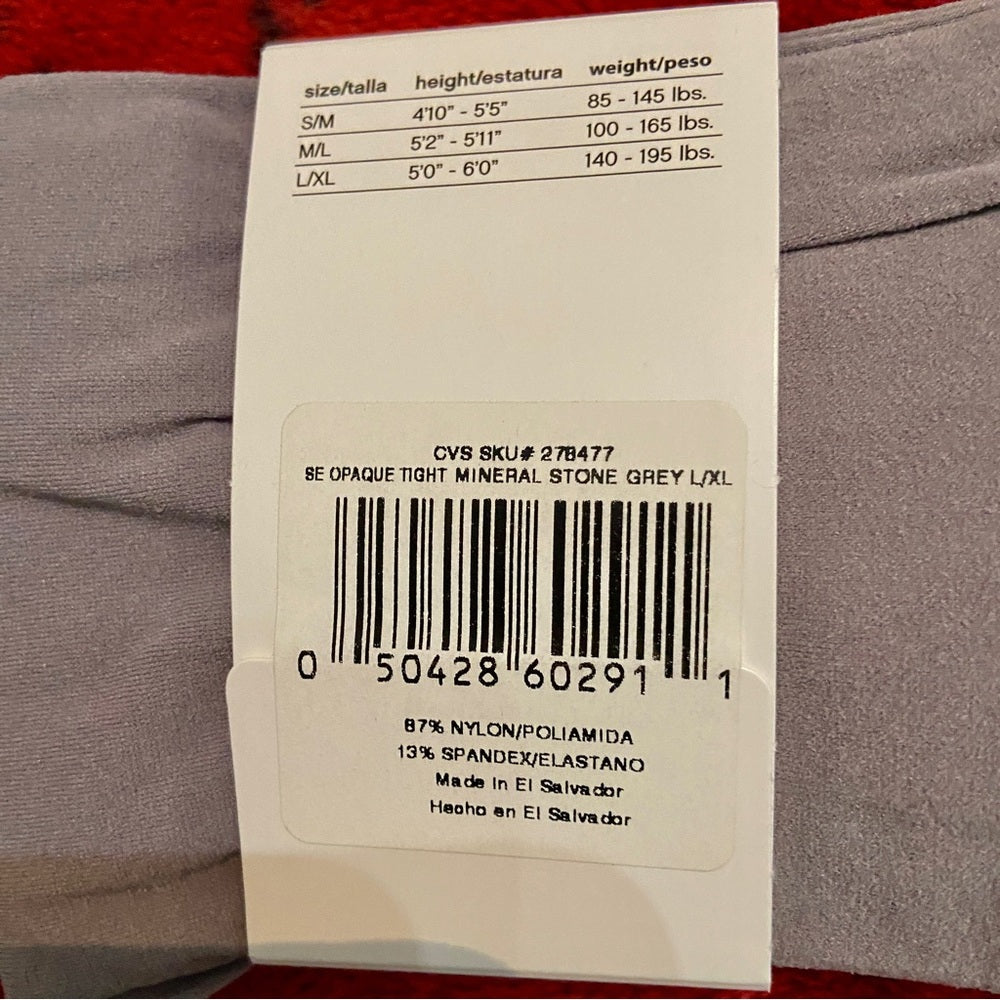 size/talla height/estatura weight/peso
S/M 4'10" - 5'5" 85 - 145 lbs.
M/L 5'2" - 5'11" 100 - 165 lbs.
L/XL 5'0" - 6'0" 140 - 195 lbs.
CVS SKU# 278477
SE OPAQUE TIGHT MINERAL STONE GREY L/XL
0 50428 60291 1
87% NYLON/POLIAMIDA
13% SPANDEX/ELASTANO
Made In El Salvador
Hecho en El Salvador